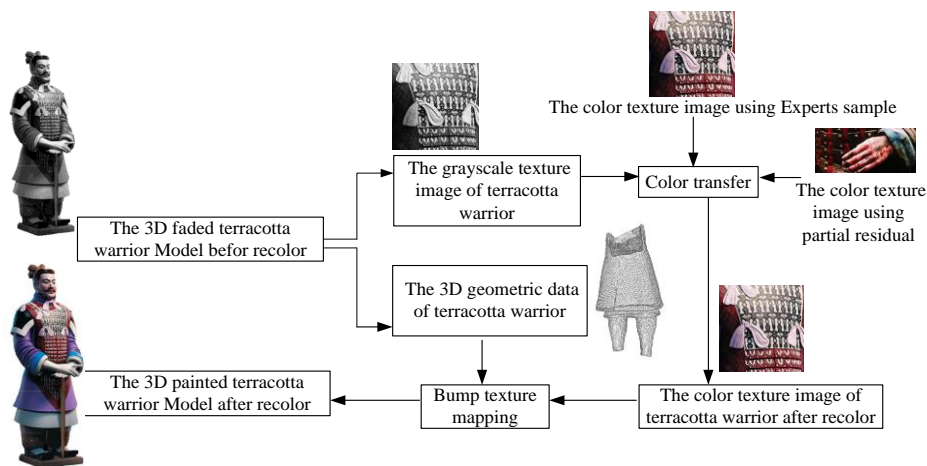 The color texture image using Experts sample
The grayscale texture
image of terracotta
warrior
Color transfer
The color texture
image using
partial residual
The 3D faded terracotta
warrior Model befor recolor
The 3D geometric data
of terracotta warrior
The 3D painted terracotta
warrior Model after recolor
Bump texture
mapping
The color texture image of
terracotta warrior after recolor